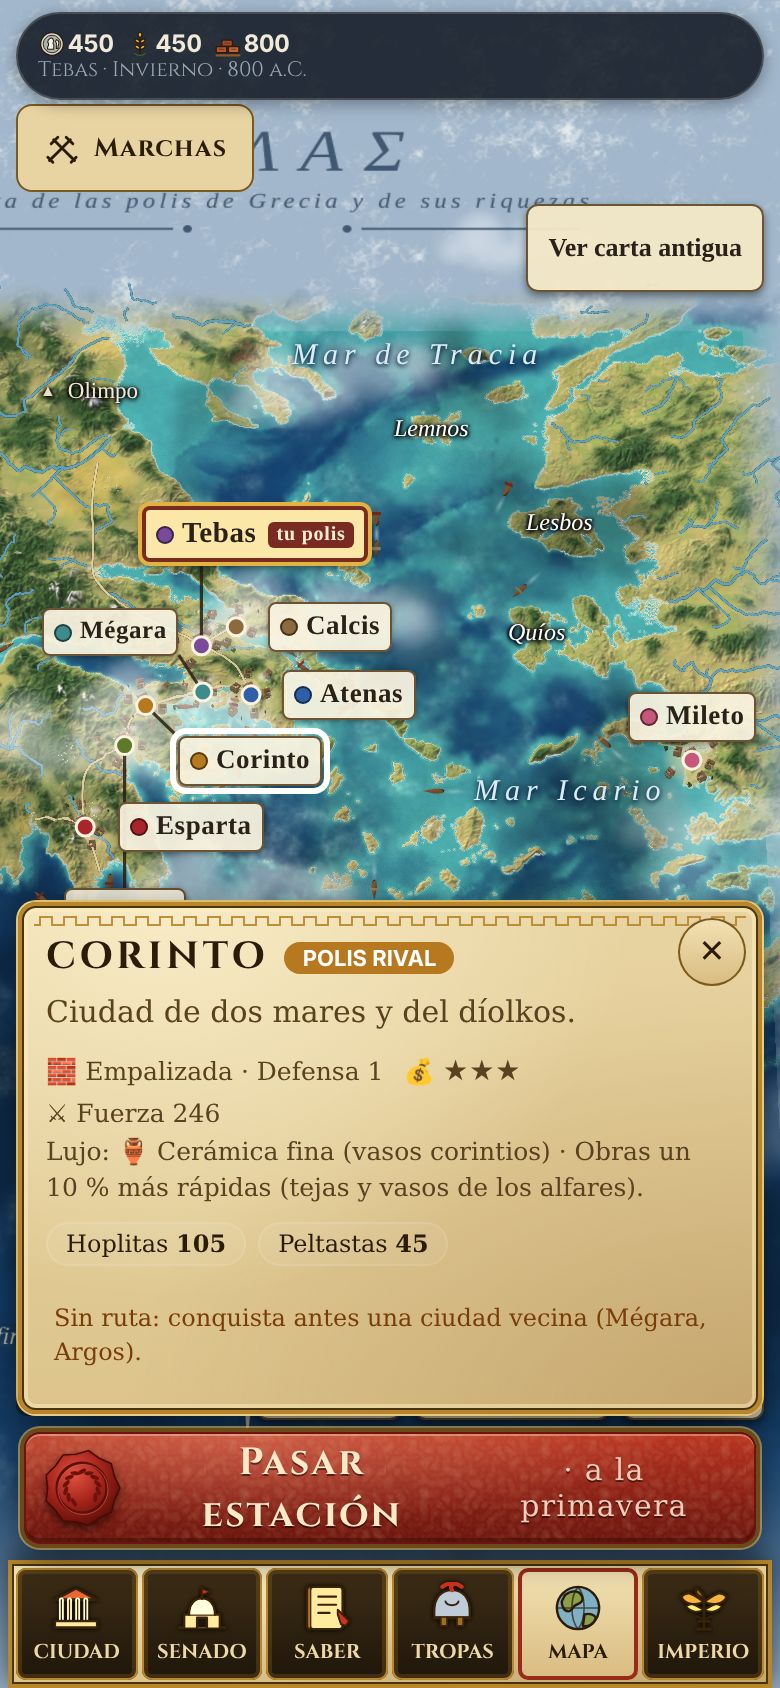 450 450 800
Tebas · Invierno · 800 a.C.
Marchas
ΛΑΣ
a de las polis de Grecia y de sus riquezas
Ver carta antigua
Mar de Tracia
▲ Olimpo
Lemnos
Lesbos
Tebas tu polis
Mégara
Calcis
Quíos
Atenas
Mileto
Corinto
Mar Icario
Esparta
CORINTO POLIS RIVAL
✕
Ciudad de dos mares y del díolkos.
🧱 Empalizada · Defensa 1 💰 ★★★
⚔ Fuerza 246
Lujo: 🏺 Cerámica fina (vasos corintios) · Obras un
10 % más rápidas (tejas y vasos de los alfares).
Hoplitas 105 Peltastas 45
Sin ruta: conquista antes una ciudad vecina (Mégara,
Argos).
Pasar
estación
· a la
primavera
CIUDAD SENADO SABER TROPAS MAPA IMPERIO